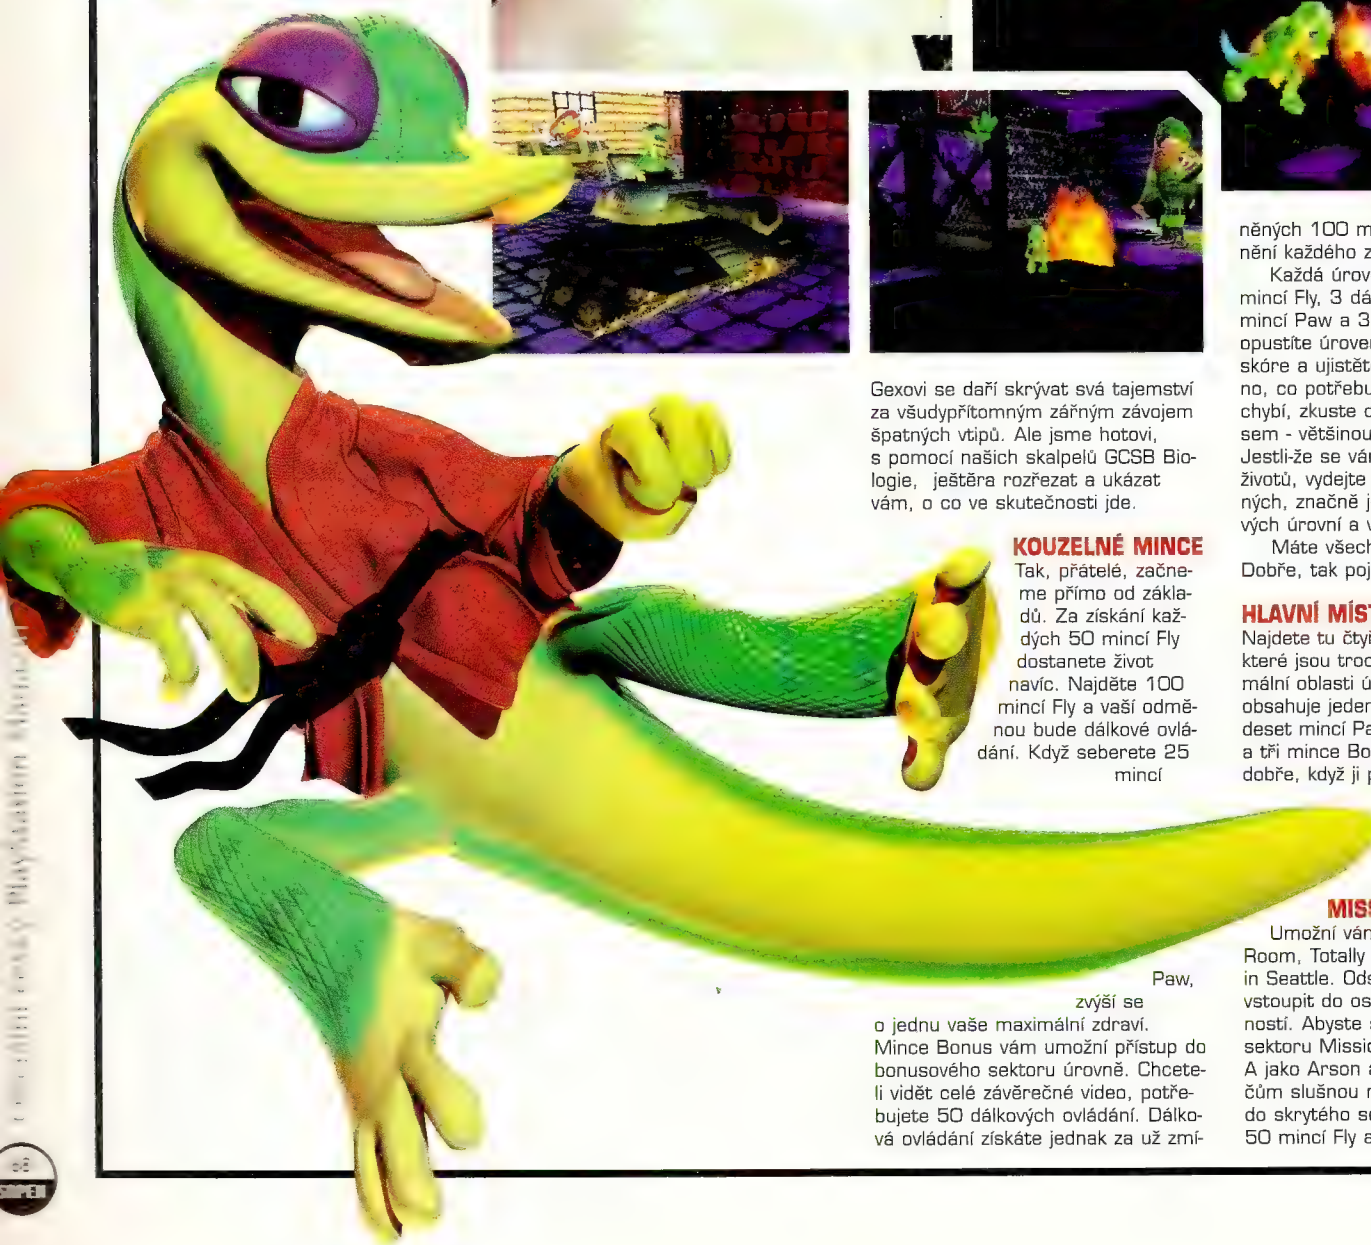 Gexovi se daří skrývat svá tajemství
za všudypřítomným zářným závojem
špatných vtipů. Ale jsme hotovi,
s pomocí našich skalpelů GCSB Bio-
logie, ještěra rozřezat a ukázat
vám, o co ve skutečnosti jde.
KOUZELNÉ MINCE
Tak, přátelé, začne-
me přímo od zákla-
dů. Za získání kaž-
dých 50 mincí Fly
dostanete život
navíc. Najděte 100
mincí Fly a vaší odmě-
nou bude dálkové ovlá-
dání. Když seberete 25
mincí
Paw,
zvýší se
o jednu vaše maximální zdraví.
Mince Bonus vám umožní přístup do
bonusového sektoru úrovně. Chcete-
li vidět celé závěrečné video, potře-
bujete 50 dálkových ovládání. Dálko-
vá ovládání získáte jednak za už zmí-
něných 100 m
nění každého z
Každá úrov
mincí Fly, 3 dá
mincí Paw a 3
opustíte úroveň
skóre a ujistět
no, co potřebu
chybí, zkuste o
sem - většinou
Jestli-že se vám
životů, vydejte
ných, značně j
vých úrovní a v
Máte všech
Dobře, tak poj
HLAVNÍ MÍST
Najdete tu čtyi
které jsou troc
mální oblasti ú
obsahuje jeden
deset mincí Pa
a tři mince Bo
dobře, když ji p
MISS
Umožní vám
Room, Totally
in Seattle. Ods
vstoupit do os
ností. Abyste s
sektoru Missio
A jako Arson a
čům slušnou n
do skrytého se
50 mincí Fly a